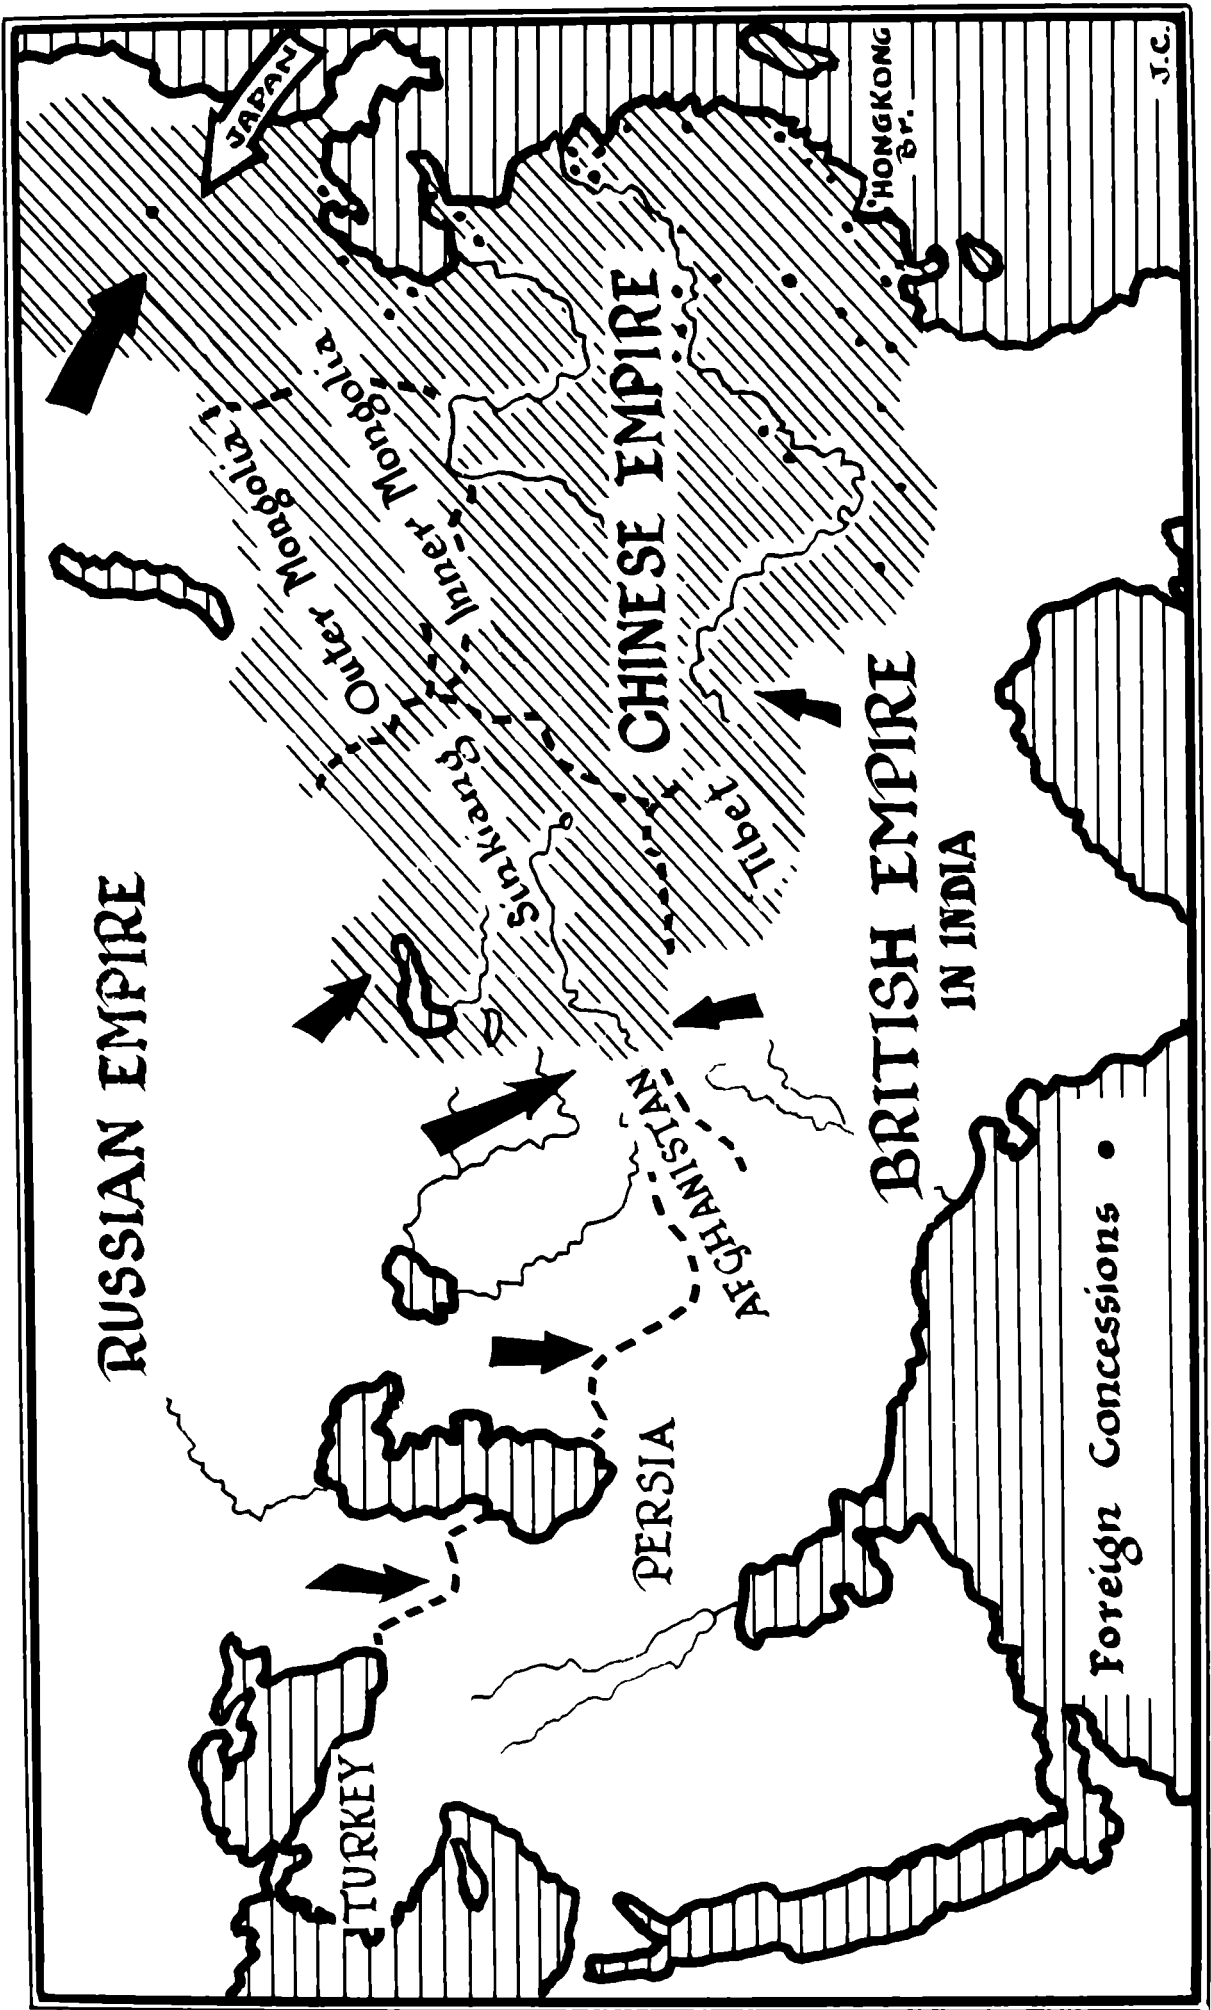 RUSSIAN EMPIRE
JAPAN
Outer Mongolia
Inner Mongolia
Sinkiang
CHINESE EMPIRE
Tibet
TURKEY
PERSIA
AFGHANISTAN
BRITISH EMPIRE
IN INDIA
HONGKONG
Br.
Foreign Concessions •
J.C.